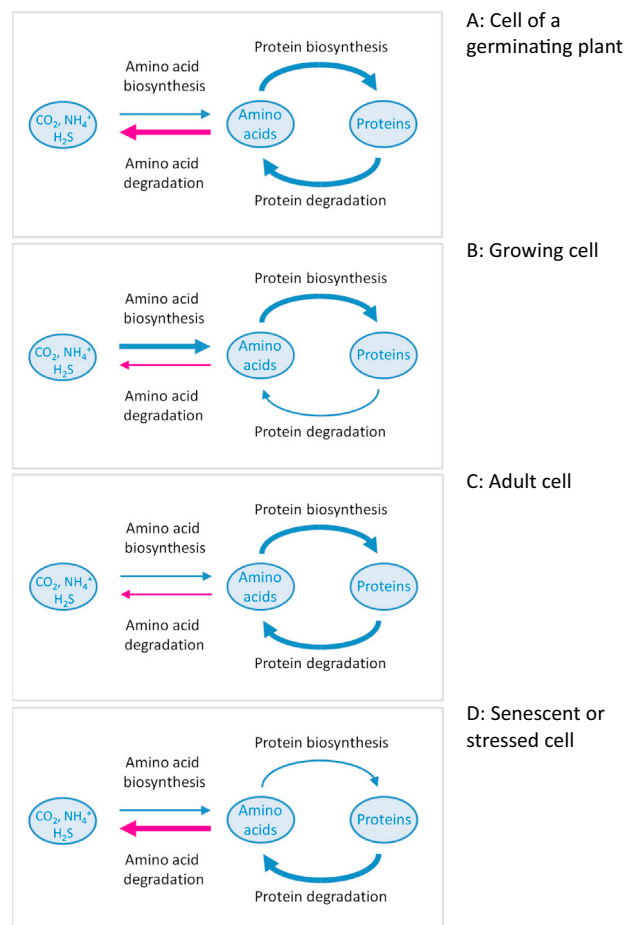 A: Cell of a
germinating plant
Protein biosynthesis
Amino acid
biosynthesis
CO₂, NH₄⁺
H₂S
Amino
acids
Proteins
Amino acid
degradation
Protein degradation
B: Growing cell
Protein biosynthesis
Amino acid
biosynthesis
CO₂, NH₄⁺
H₂S
Amino
acids
Proteins
Amino acid
degradation
Protein degradation
C: Adult cell
Protein biosynthesis
Amino acid
biosynthesis
CO₂, NH₄⁺
H₂S
Amino
acids
Proteins
Amino acid
degradation
Protein degradation
D: Senescent or
stressed cell
Protein biosynthesis
Amino acid
biosynthesis
CO₂, NH₄⁺
H₂S
Amino
acids
Proteins
Amino acid
degradation
Protein degradation